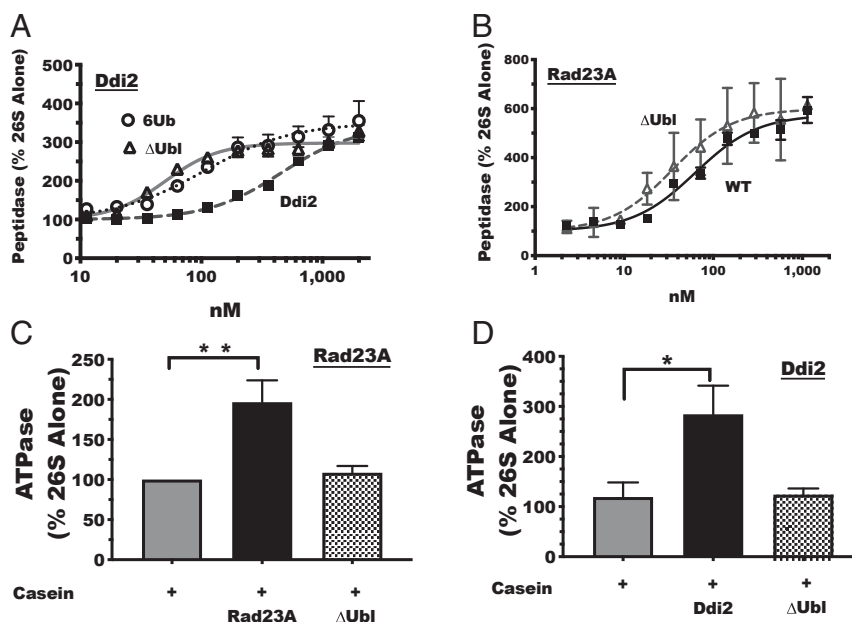 A
Peptidase (% 26S Alone)
500
400
300
200
100
0
Ddi2
6Ub
ΔUbl
Ddi2
10
100
1,000
nM
B
Peptidase (% 26S Alone)
800
600
400
200
0
Rad23A
ΔUbl
WT
1
10
100
1,000
nM
C
ATPase
(% 26S Alone)
250
200
150
100
50
0
* *
Rad23A
Casein + + +
Rad23A ΔUbl
D
ATPase
(% 26S Alone)
400
300
200
100
0
*
Ddi2
Casein + + +
Ddi2 ΔUbl